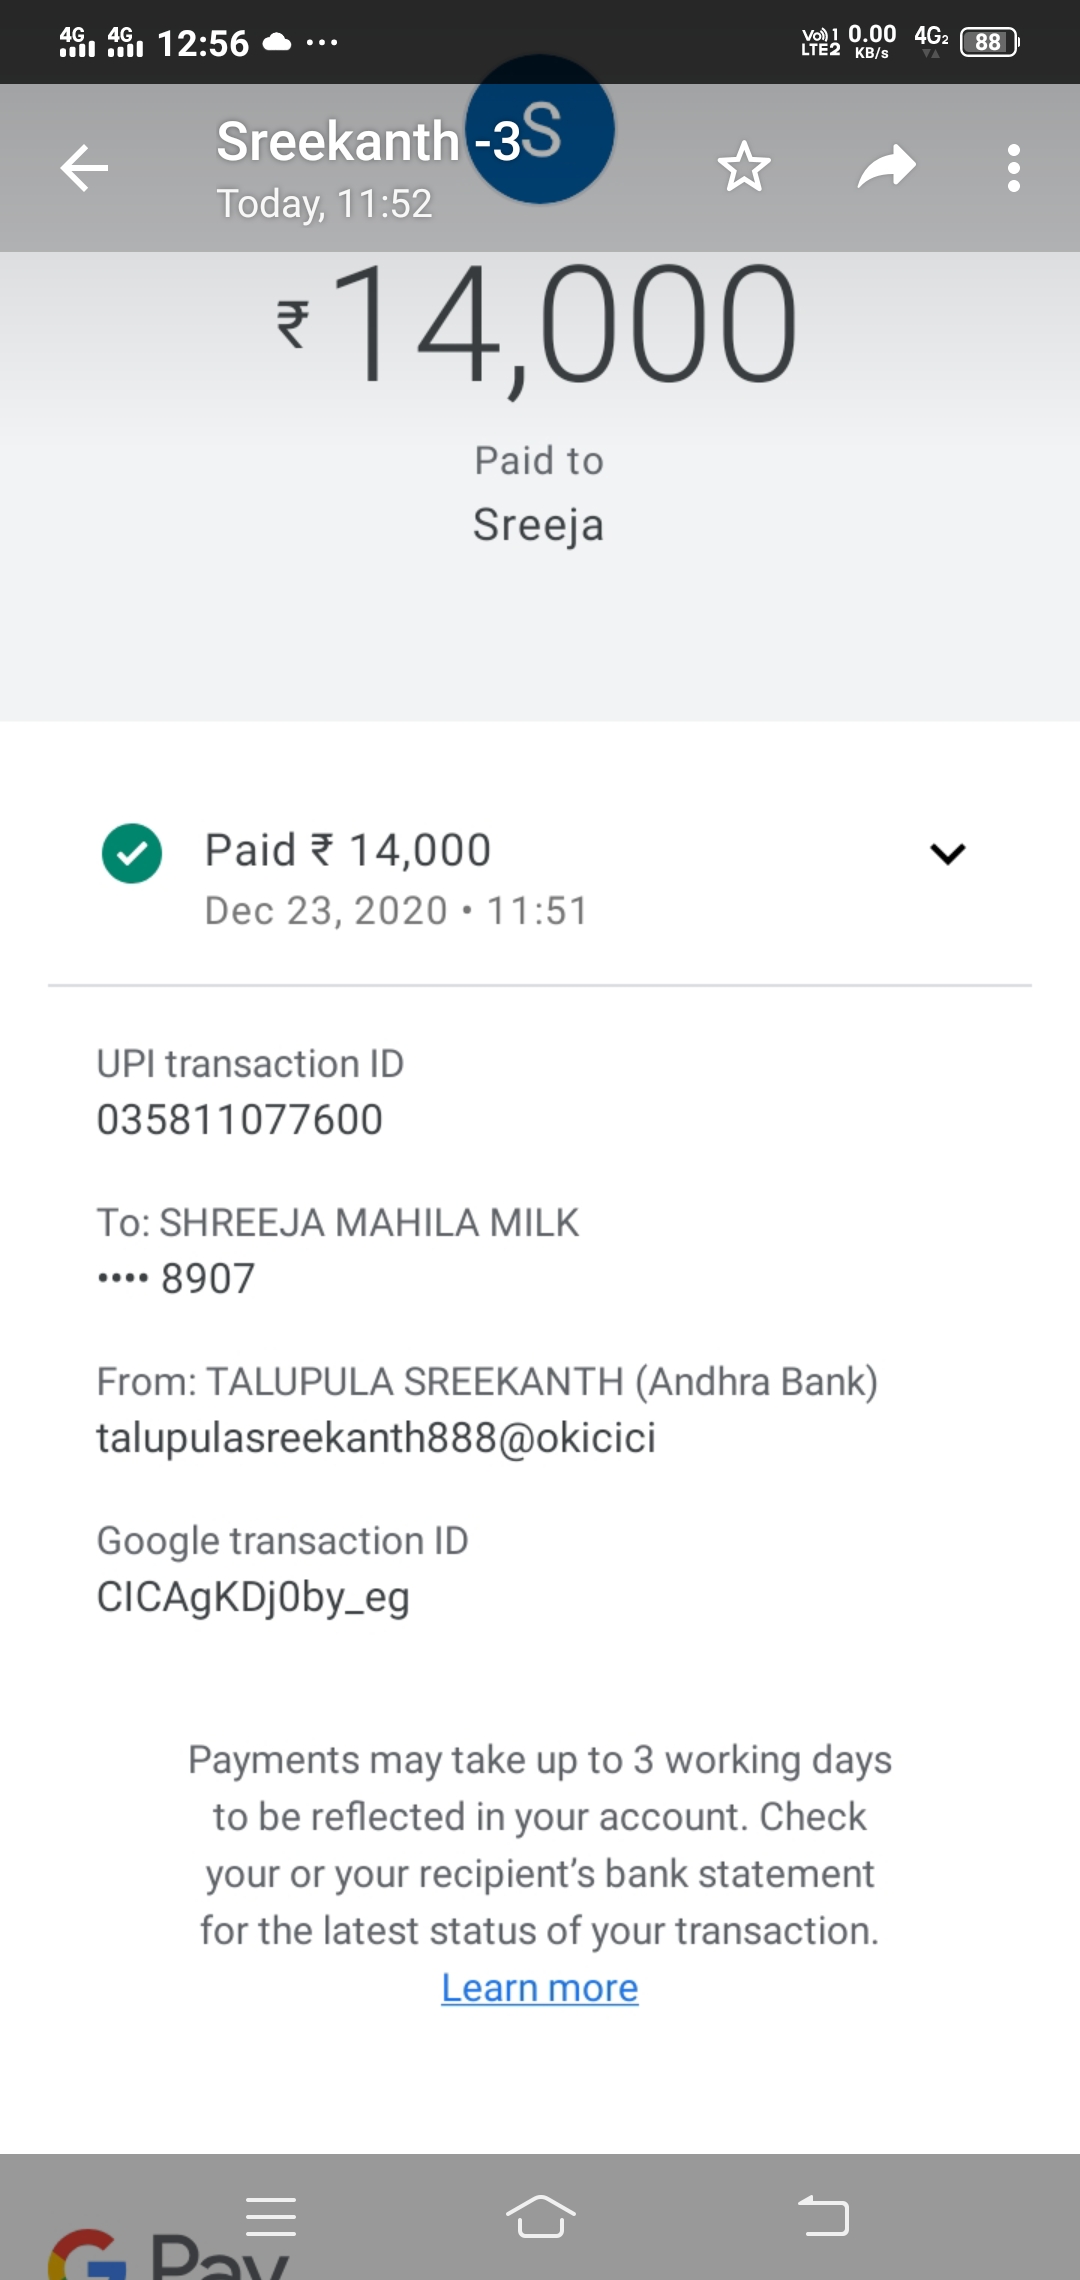 4G 4G 12:56 ... Vo) 1 LTE2 0.00 KB/s 4G2 88
Sreekanth -3
S
Today, 11:52
₹14,000
Paid to
Sreeja
Paid ₹ 14,000
Dec 23, 2020 • 11:51
UPI transaction ID
035811077600
To: SHREEJA MAHILA MILK
•••• 8907
From: TALUPULA SREEKANTH (Andhra Bank)
talupulasreekanth888@okicici
Google transaction ID
CICAgKDj0by_eg
Payments may take up to 3 working days
to be reflected in your account. Check
your or your recipient’s bank statement
for the latest status of your transaction.
Learn more
G Pay